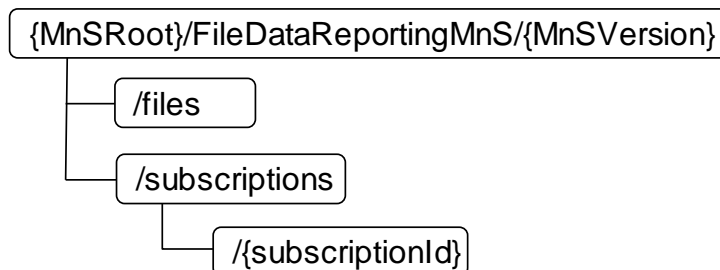 {MnSRoot}/FileDataReportingMnS/{MnSVersion}
/files
/subscriptions
/{subscriptionId}